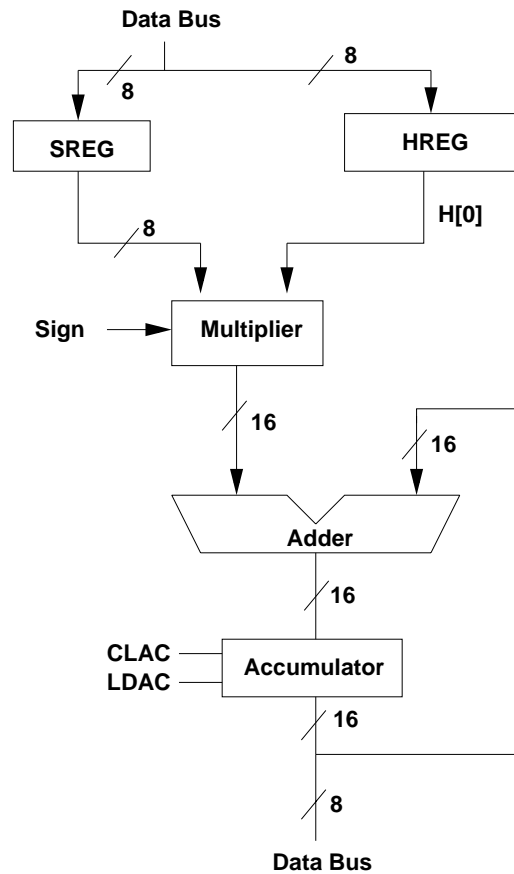 Data Bus
8
8
SREG
HREG
H[0]
8
Sign
Multiplier
16
16
Adder
16
CLAC
Accumulator
LDAC
16
8
Data Bus